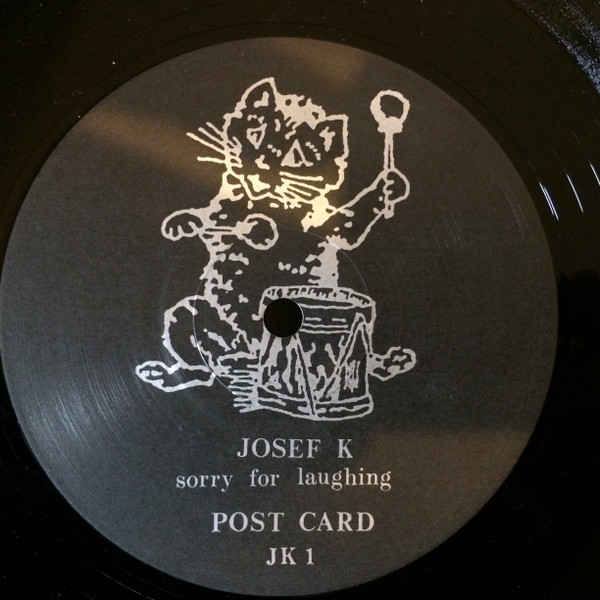 JOSEF K
sorry for laughing
POST CARD
JK 1